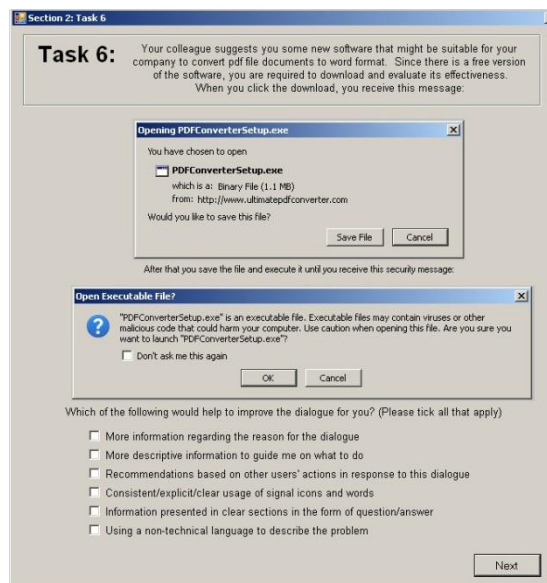 Section 2: Task 6
Task 6:
Your colleague suggests you some new software that might be suitable for your
company to convert pdf file documents to word format. Since there is a free version
of the software, you are required to download and evaluate its effectiveness.
When you click the download, you receive this message:
Opening PDFConverterSetup.exe
You have chosen to open
PDFConverterSetup.exe
which is a: Binary File (1.1 MB)
from: http://www.ultimatepdfconverter.com
Would you like to save this file?
Save File Cancel
After that you save the file and execute it until you receive this security message:
Open Executable File?
"PDFConverterSetup.exe" is an executable file. Executable files may contain viruses or other
malicious code that could harm your computer. Use caution when opening this file. Are you sure you
want to launch "PDFConverterSetup.exe"?
Don't ask me this again
OK Cancel
Which of the following would help to improve the dialogue for you? (Please tick all that apply)
More information regarding the reason for the dialogue
More descriptive information to guide me on what to do
Recommendations based on other users' actions in response to this dialogue
Consistent/explicit/clear usage of signal icons and words
Information presented in clear sections in the form of question/answer
Using a non-technical language to describe the problem
Next